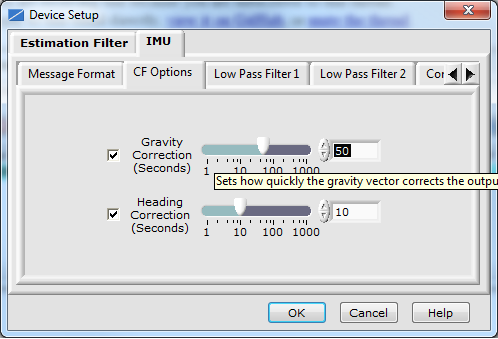 Device Setup
Estimation Filter IMU
Message Format CF Options Low Pass Filter 1 Low Pass Filter 2 Co
Gravity
Correction
(Seconds)
50
1 10 100 1000
Sets how quickly the gravity vector corrects the outpu
Heading
Correction
(Seconds)
10
1 10 100 1000
OK Cancel Help